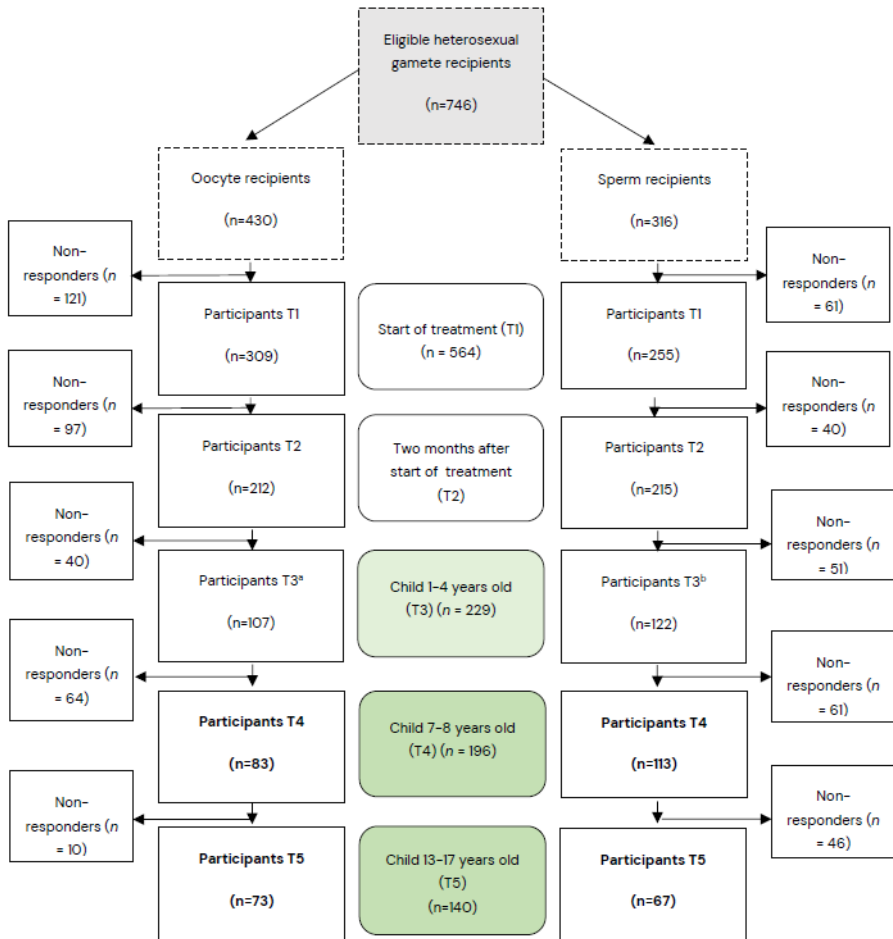 Eligible heterosexual
gamete recipients
(n=746)
Oocyte recipients
(n=430)
Sperm recipients
(n=316)
Non-
responders (n
= 121)
Non-
responders (n
= 61)
Participants T1
(n=309)
Start of treatment (T1)
(n = 564)
Participants T1
(n=255)
Non-
responders (n
= 97)
Non-
responders (n
= 40)
Participants T2
(n=212)
Two months after
start of treatment
(T2)
Participants T2
(n=215)
Non-
responders (n
= 40)
Non-
responders (n
= 51)
Participants T3ᵃ
(n=107)
Child 1-4 years old
(T3) (n = 229)
Participants T3ᵇ
(n=122)
Non-
responders (n
= 64)
Non-
responders (n
= 61)
Participants T4
(n=83)
Child 7-8 years old
(T4) (n = 196)
Participants T4
(n=113)
Non-
responders (n
= 10)
Non-
responders (n
= 46)
Participants T5
(n=73)
Child 13-17 years old
(T5)
(n=140)
Participants T5
(n=67)